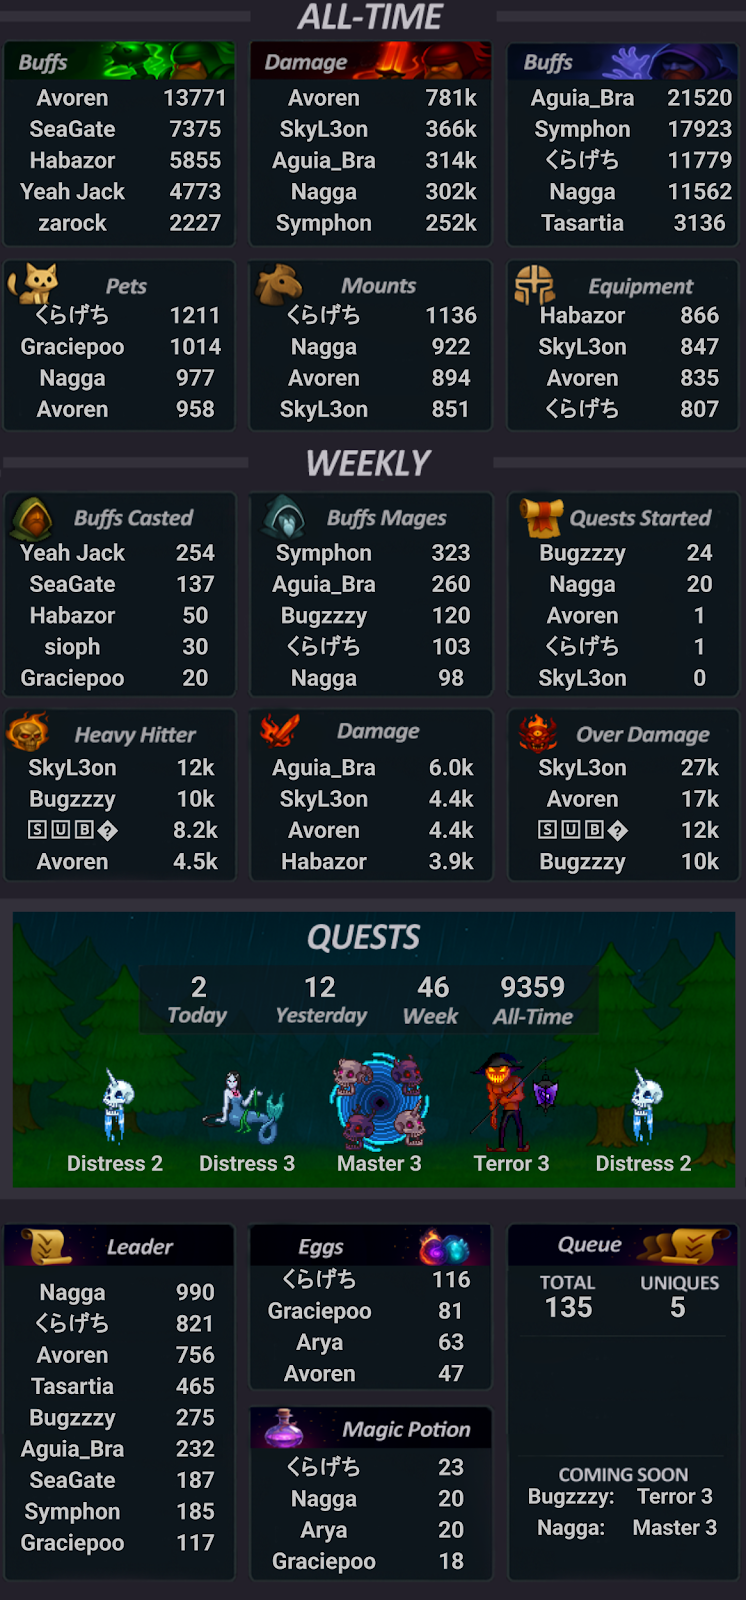 ALL-TIME
Buffs
Avoren 13771
SeaGate 7375
Habazor 5855
Yeah Jack 4773
zarock 2227
Damage
Avoren 781k
SkyL3on 366k
Aguia_Bra 314k
Nagga 302k
Symphon 252k
Buffs
Aguia_Bra 21520
Symphon 17923
くらげち 11779
Nagga 11562
Tasartia 3136
Pets
くらげち 1211
Graciepoo 1014
Nagga 977
Avoren 958
Mounts
くらげち 1136
Nagga 922
Avoren 894
SkyL3on 851
Equipment
Habazor 866
SkyL3on 847
Avoren 835
くらげち 807
WEEKLY
Buffs Casted
Yeah Jack 254
SeaGate 137
Habazor 50
sioph 30
Graciepoo 20
Buffs Mages
Symphon 323
Aguia_Bra 260
Bugzzzy 120
くらげち 103
Nagga 98
Quests Started
Bugzzzy 24
Nagga 20
Avoren 1
くらげち 1
SkyL3on 0
Heavy Hitter
SkyL3on 12k
Bugzzzy 10k
🅂🅄🄱� 8.2k
Avoren 4.5k
Damage
Aguia_Bra 6.0k
SkyL3on 4.4k
Avoren 4.4k
Habazor 3.9k
Over Damage
SkyL3on 27k
Avoren 17k
🅂🅄🄱� 12k
Bugzzzy 10k
QUESTS
2 12 46 9359
Today Yesterday Week All-Time
Distress 2 Distress 3 Master 3 Terror 3 Distress 2
Leader
Nagga 990
くらげち 821
Avoren 756
Tasartia 465
Bugzzzy 275
Aguia_Bra 232
SeaGate 187
Symphon 185
Graciepoo 117
Eggs
くらげち 116
Graciepoo 81
Arya 63
Avoren 47
Magic Potion
くらげち 23
Nagga 20
Arya 20
Graciepoo 18
Queue
TOTAL UNIQUES
135 5
COMING SOON
Bugzzzy: Terror 3
Nagga: Master 3